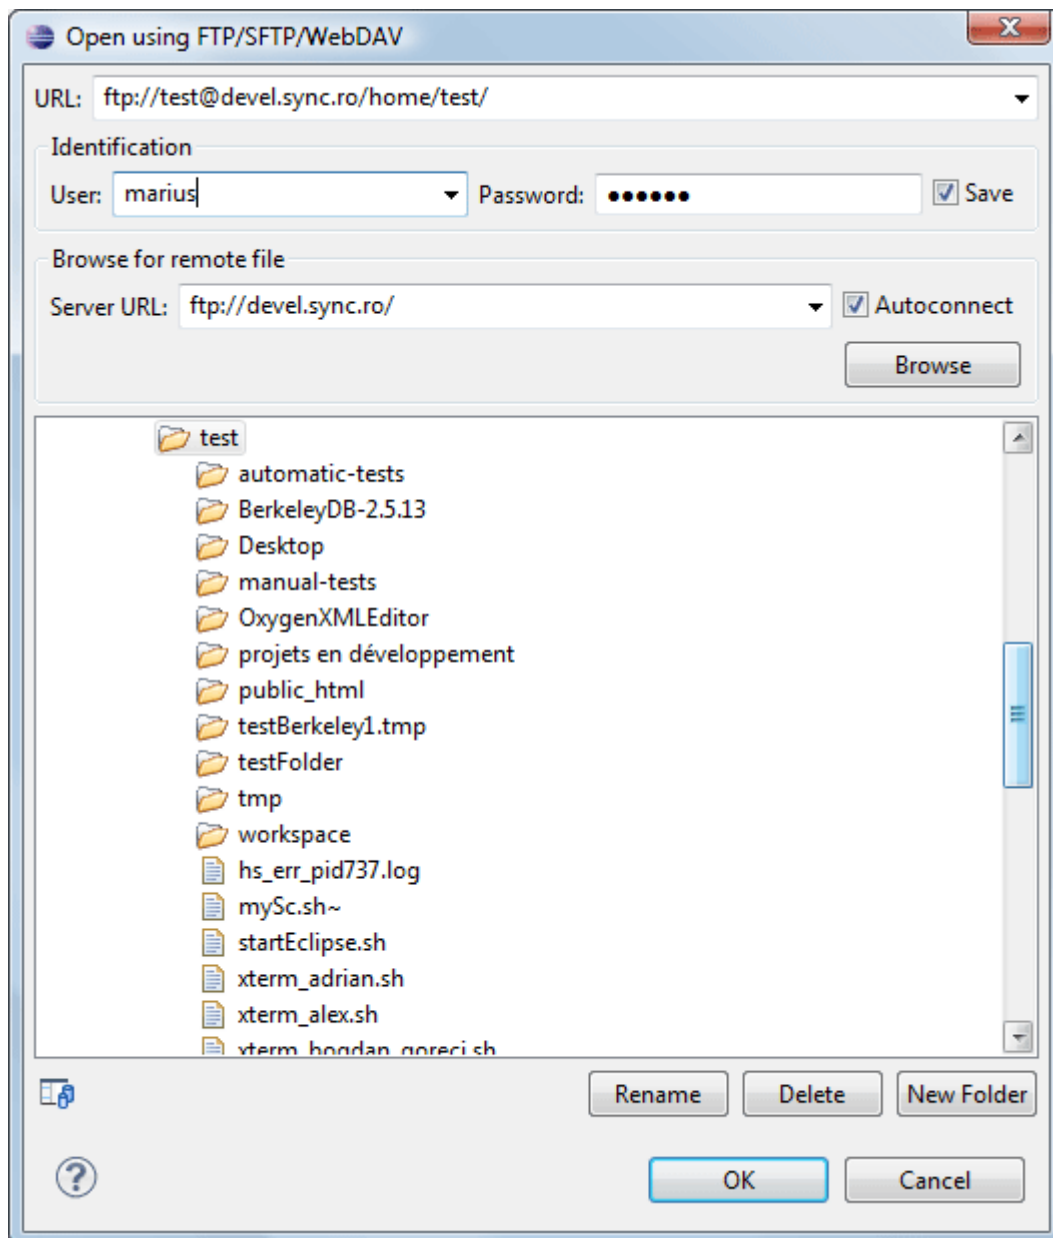 Open using FTP/SFTP/WebDAV
URL: ftp://test@devel.sync.ro/home/test/
Identification
User: marius Password: ●●●●●● Save
Browse for remote file
Server URL: ftp://devel.sync.ro/ Autoconnect
Browse
test
automatic-tests
BerkeleyDB-2.5.13
Desktop
manual-tests
OxygenXMLEditor
projets en développement
public_html
testBerkeley1.tmp
testFolder
tmp
workspace
hs_err_pid737.log
mySc.sh~
startEclipse.sh
xterm_adrian.sh
xterm_alex.sh
xterm_bogdan_goreci.sh
Rename Delete New Folder
OK Cancel